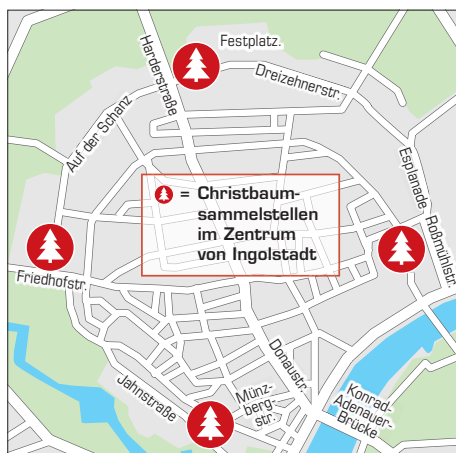 Festplatz.
Harderstraße
Dreizehnerstr.
Auf der Schanz
Esplanade
Roßmühlstr.
= Christbaum-
sammelstellen
im Zentrum
von Ingolstadt
Friedhofstr.
Donaustr.
Jahnstraße
Münz-
berg-
str.
Konrad-
Adenauer-
Brücke